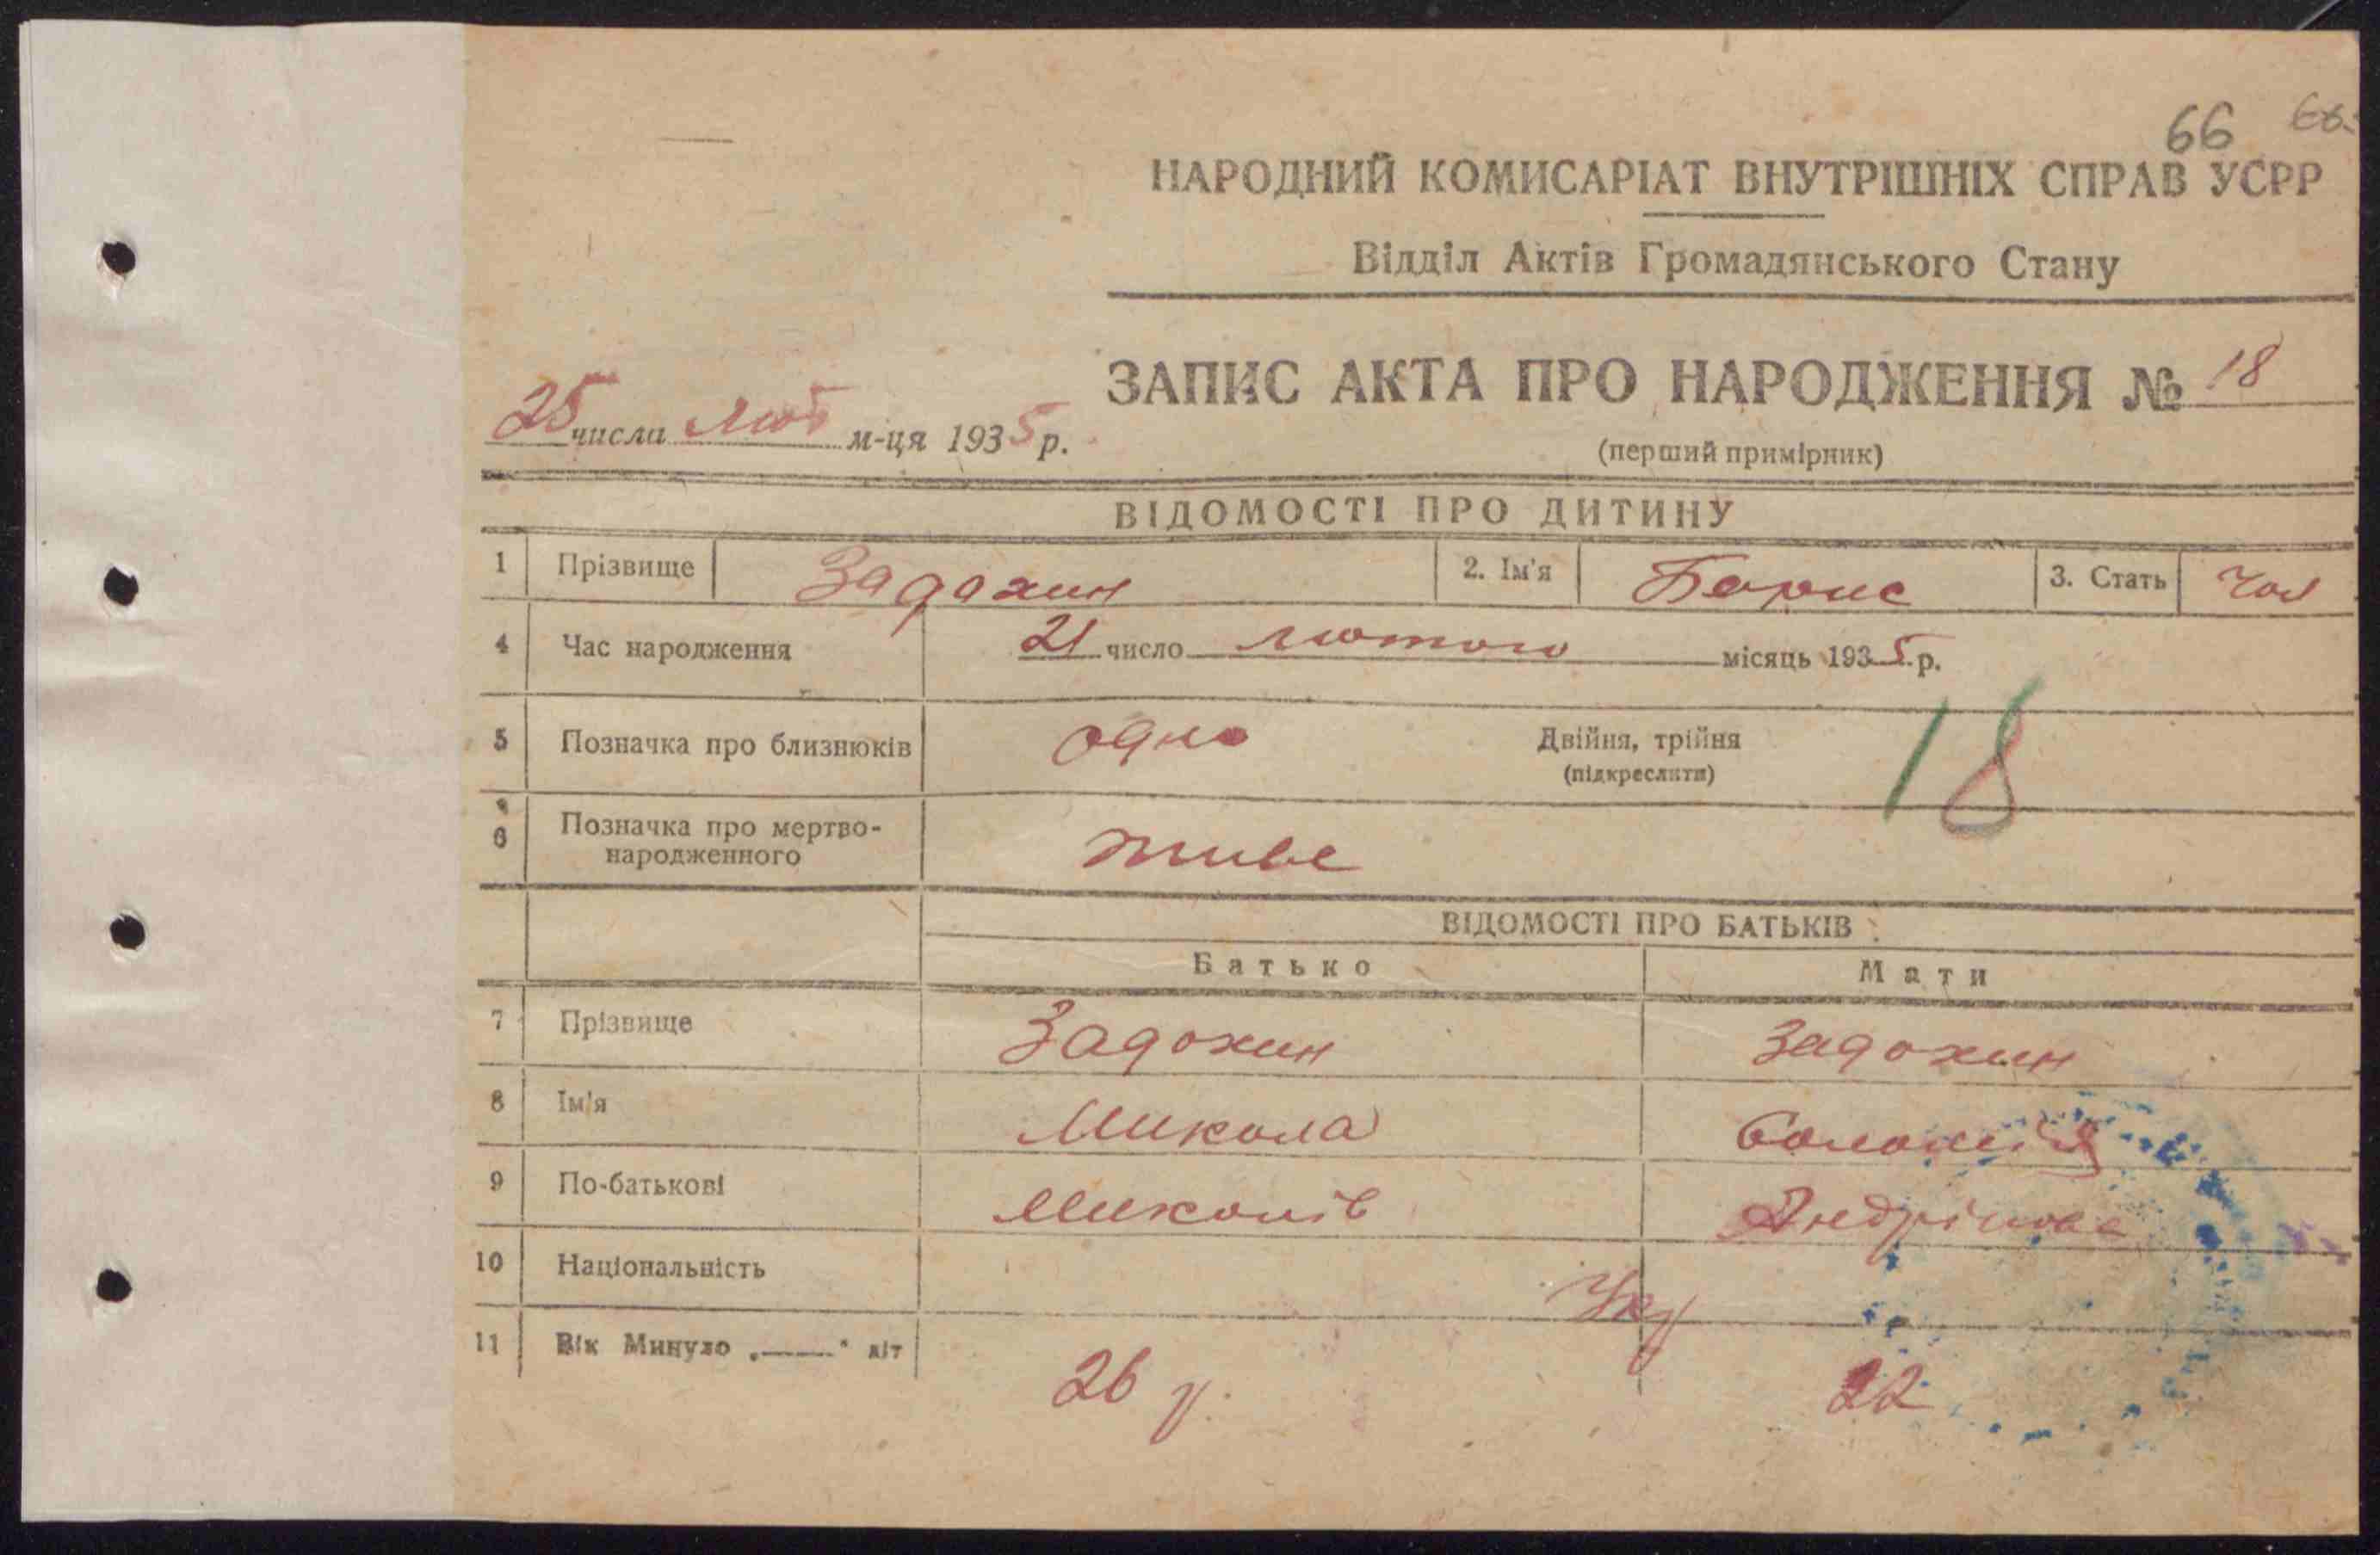 66 66
НАРОДНИЙ КОМИСАРІАТ ВНУТРІШНІХ СПРАВ УСРР
Відділ Актів Громадянського Стану
ЗАПИС АКТА ПРО НАРОДЖЕННЯ № 18
25 числа лют м-ця 1935 р.
(перший примірник)
ВІДОМОСТІ ПРО ДИТИНУ
1 Прізвище Задохин 2. Ім'я Борис 3. Стать чол
4 Час народження 21 число лютого місяць 1935 р.
18
5 Позначка про близнюків одно Двійня, трійня
(підкреслити)
6 Позначка про мертво-
народженного живе
ВІДОМОСТІ ПРО БАТЬКІВ
Батько Мати
7 Прізвище Задохин Задохин
8 Ім'я Микола Соломія
9 По-батькові Миколів Андріівна
10 Національність Укр
11 Вік Минуло „——“ літ 26 р. 22